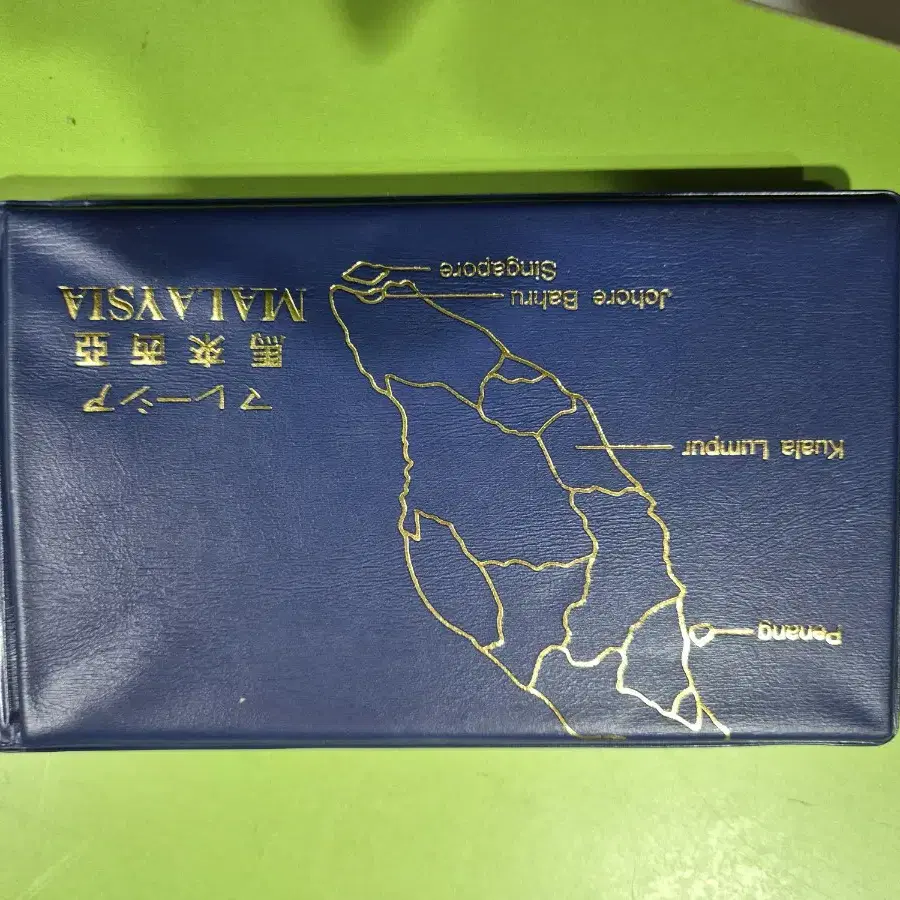 マレーシア
馬來西亞
MALAYSIA
Penang
Kuala Lumpur
Johore Bahru
Singapore